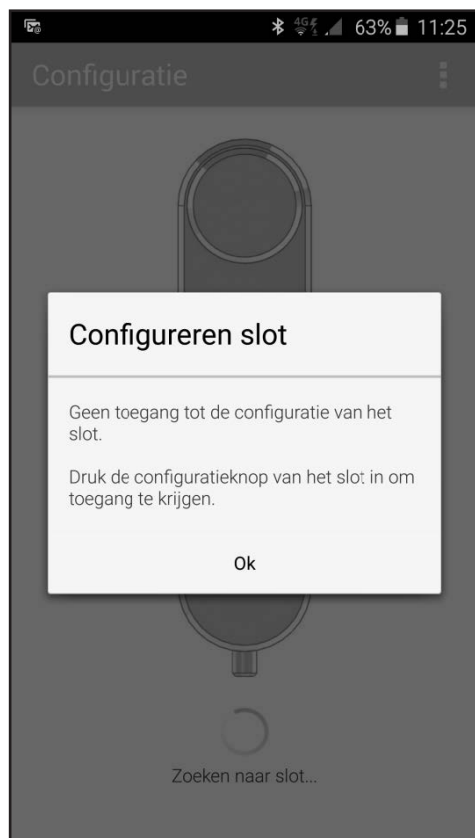 4G 63% 11:25
Configuratie
Configureren slot
Geen toegang tot de configuratie van het
slot.
Druk de configuratieknop van het slot in om
toegang te krijgen.
Ok
Zoeken naar slot...